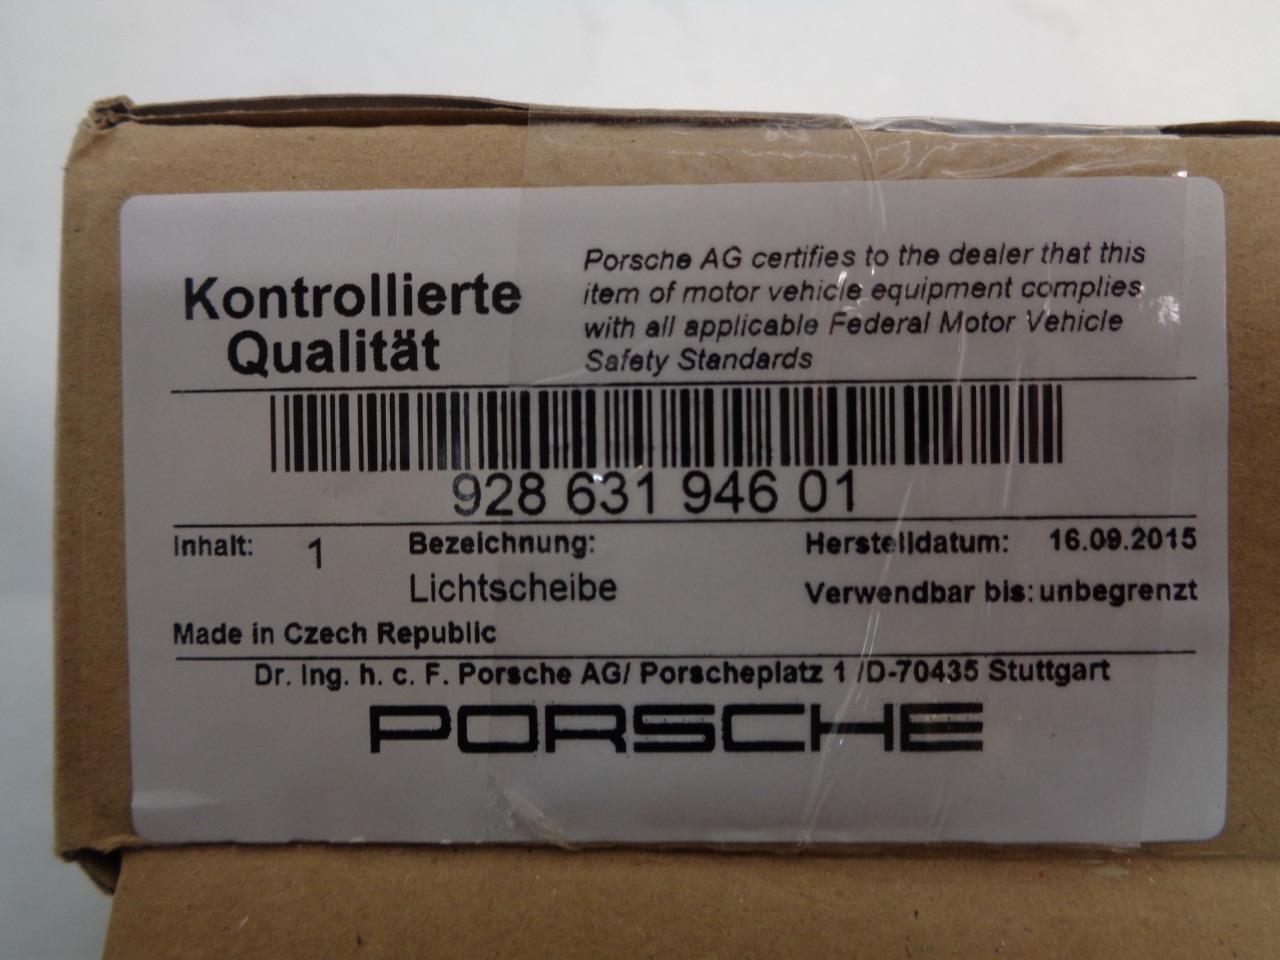 Kontrollierte
Qualität
Porsche AG certifies to the dealer that this
item of motor vehicle equipment complies
with all applicable Federal Motor Vehicle
Safety Standards
928 631 946 01
Inhalt: 1
Bezeichnung:
Lichtscheibe
Herstelldatum: 16.09.2015
Verwendbar bis: unbegrenzt
Made in Czech Republic
Dr. Ing. h. c. F. Porsche AG/ Porscheplatz 1 /D-70435 Stuttgart
PORSCHE